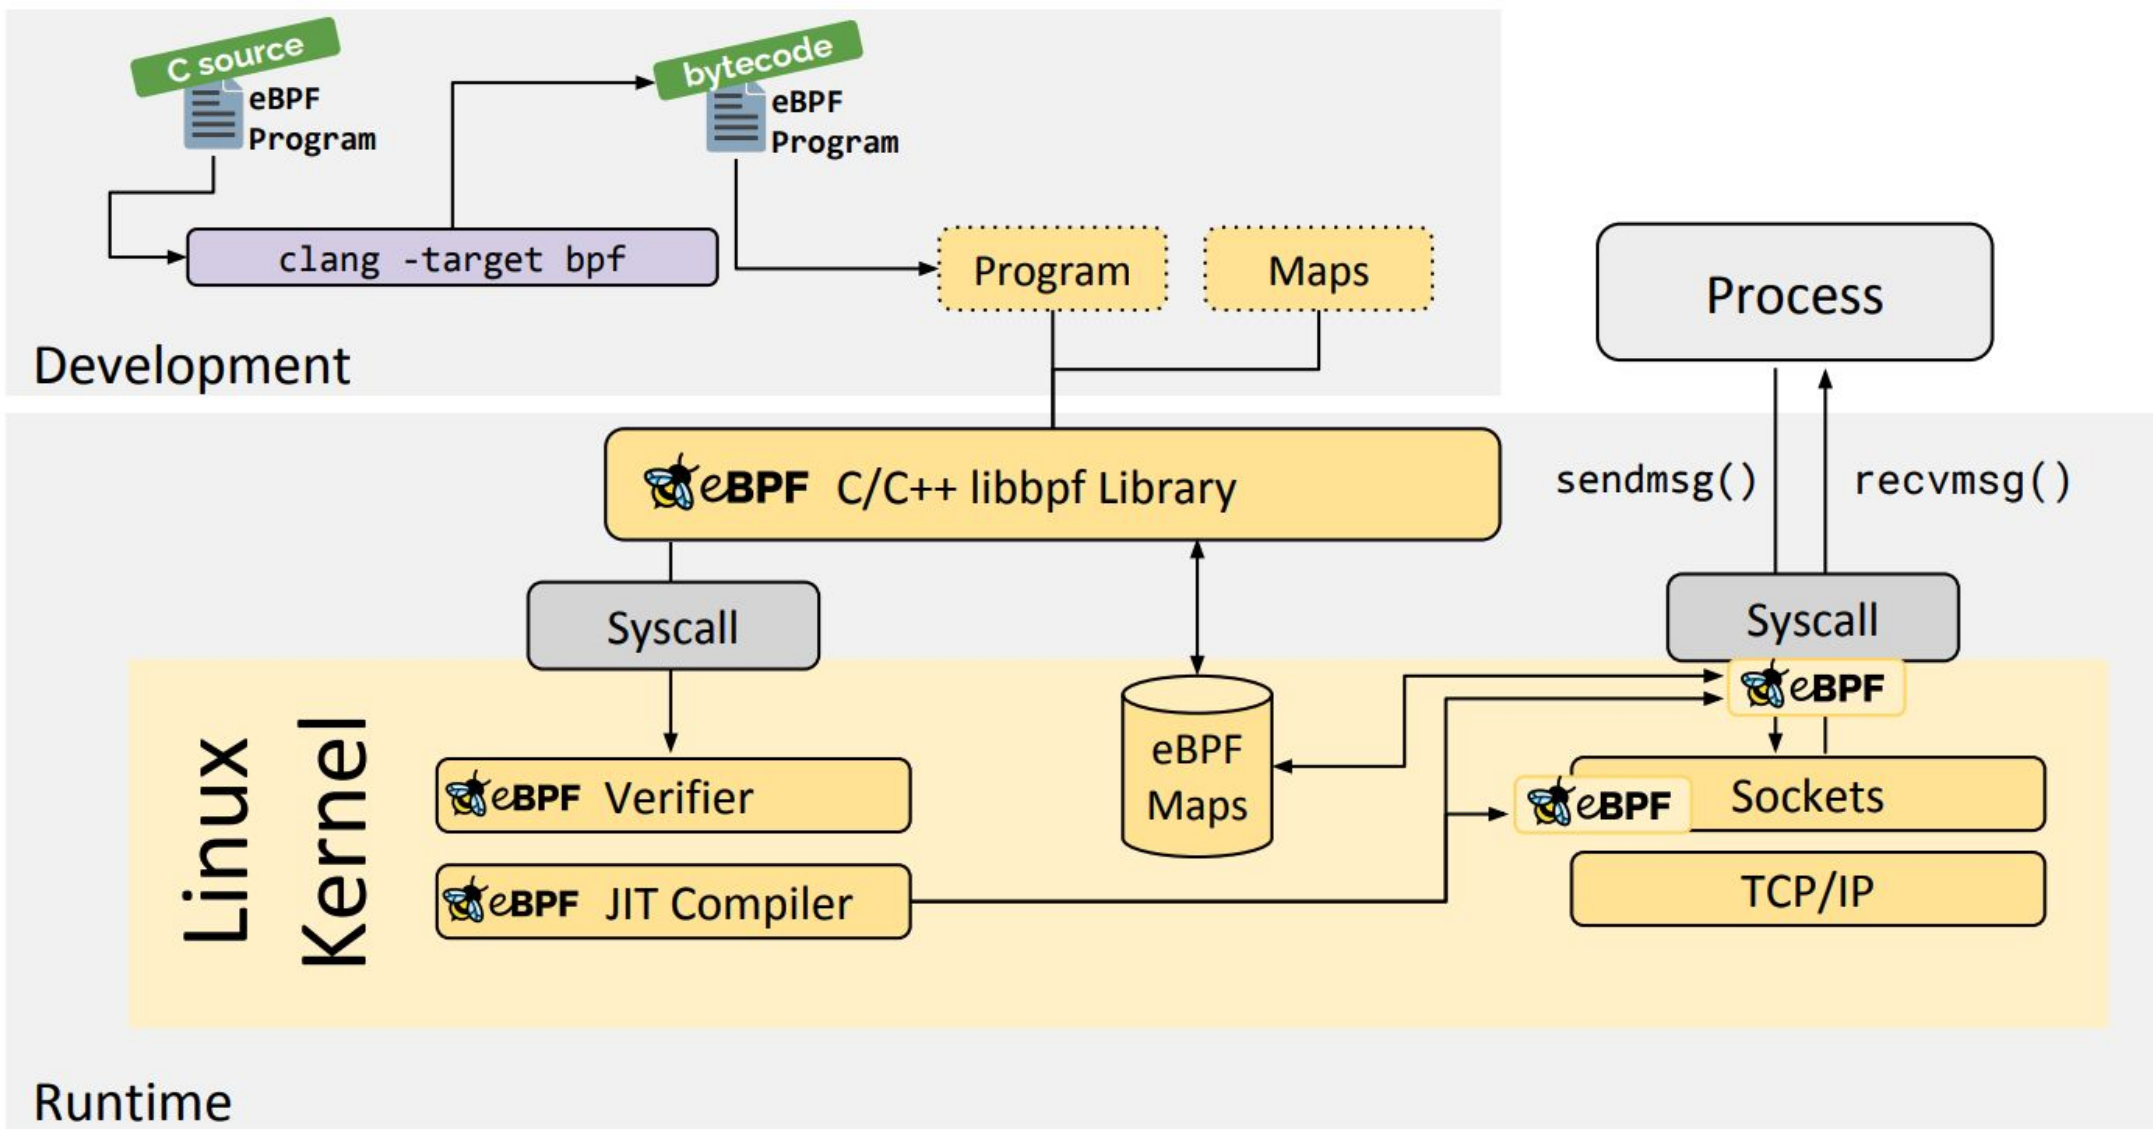 C source
eBPF
Program
bytecode
eBPF
Program
clang -target bpf
Program
Maps
Development
Process
eBPF C/C++ libbpf Library
sendmsg()
recvmsg()
Syscall
Syscall
eBPF
Linux
Kernel
eBPF Verifier
eBPF
Maps
eBPF
Sockets
eBPF JIT Compiler
TCP/IP
Runtime